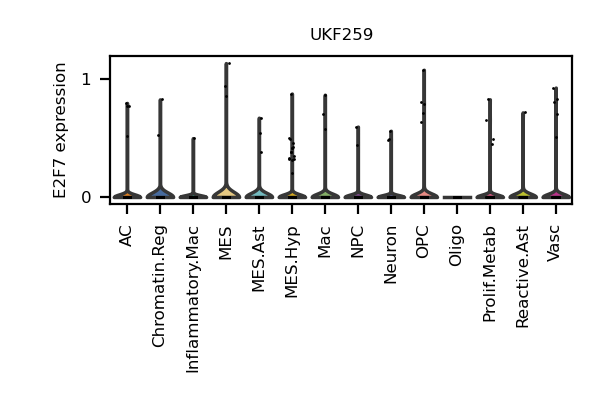 UKF259
E2F7 expression
1
0
AC
Chromatin.Reg
Inflammatory.Mac
MES
MES.Ast
MES.Hyp
Mac
NPC
Neuron
OPC
Oligo
Prolif.Metab
Reactive.Ast
Vasc